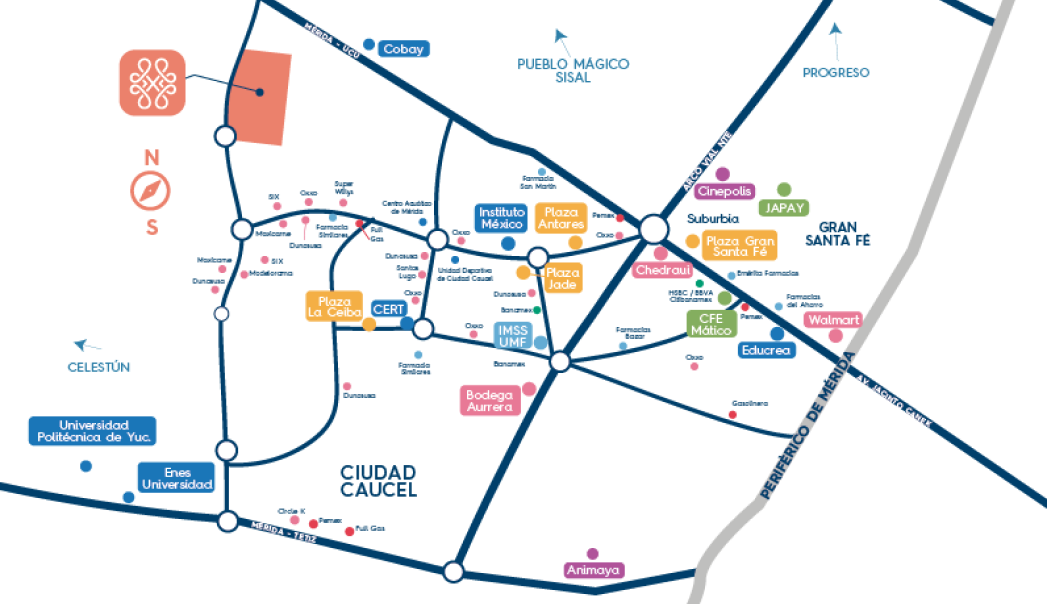 MÉRIDA - UCÚ
Cobay
PUEBLO MÁGICO
SISAL
PROGRESO
N
S
ARCO VIAL NTE
Farmacia
San Martín
Cinepolis
JAPAY
SIX
Oxxo
Super
Willys
Centro Acuático
de Mérida
Instituto
México
Plaza
Antares
Pemex
Oxxo
Suburbia
GRAN
SANTA FÉ
Plaza Gran
Santa Fé
Maxicarne
Dunosusa
Farmacia
Similares
Full
Gas
Oxxo
Chedraui
Maxicarne
SIX
Modelorama
Dunosusa
Dunosusa
Santos
Lugo
Unidad Deportiva
de Ciudad Caucel
Plaza
Jade
Emérita Farmacias
HSBC / BBVA
Citibanamex
Plaza
La Ceiba
CERT
Oxxo
Dunosusa
Banamex
CFE
Mático
Pemex
Farmacias
del Ahorro
Walmart
IMSS
UMF
Oxxo
Farmacias
Bazar
Educrea
CELESTÚN
Farmacia
Similares
Banamex
Oxxo
Dunosusa
Bodega
Aurrera
Gasolinera
AV. JACINTO CANEK
PERIFÉRICO DE MÉRIDA
Universidad
Politécnica de Yuc.
Enes
Universidad
CIUDAD
CAUCEL
Circle K
Pemex
Full Gas
MÉRIDA - TETIZ
Animaya